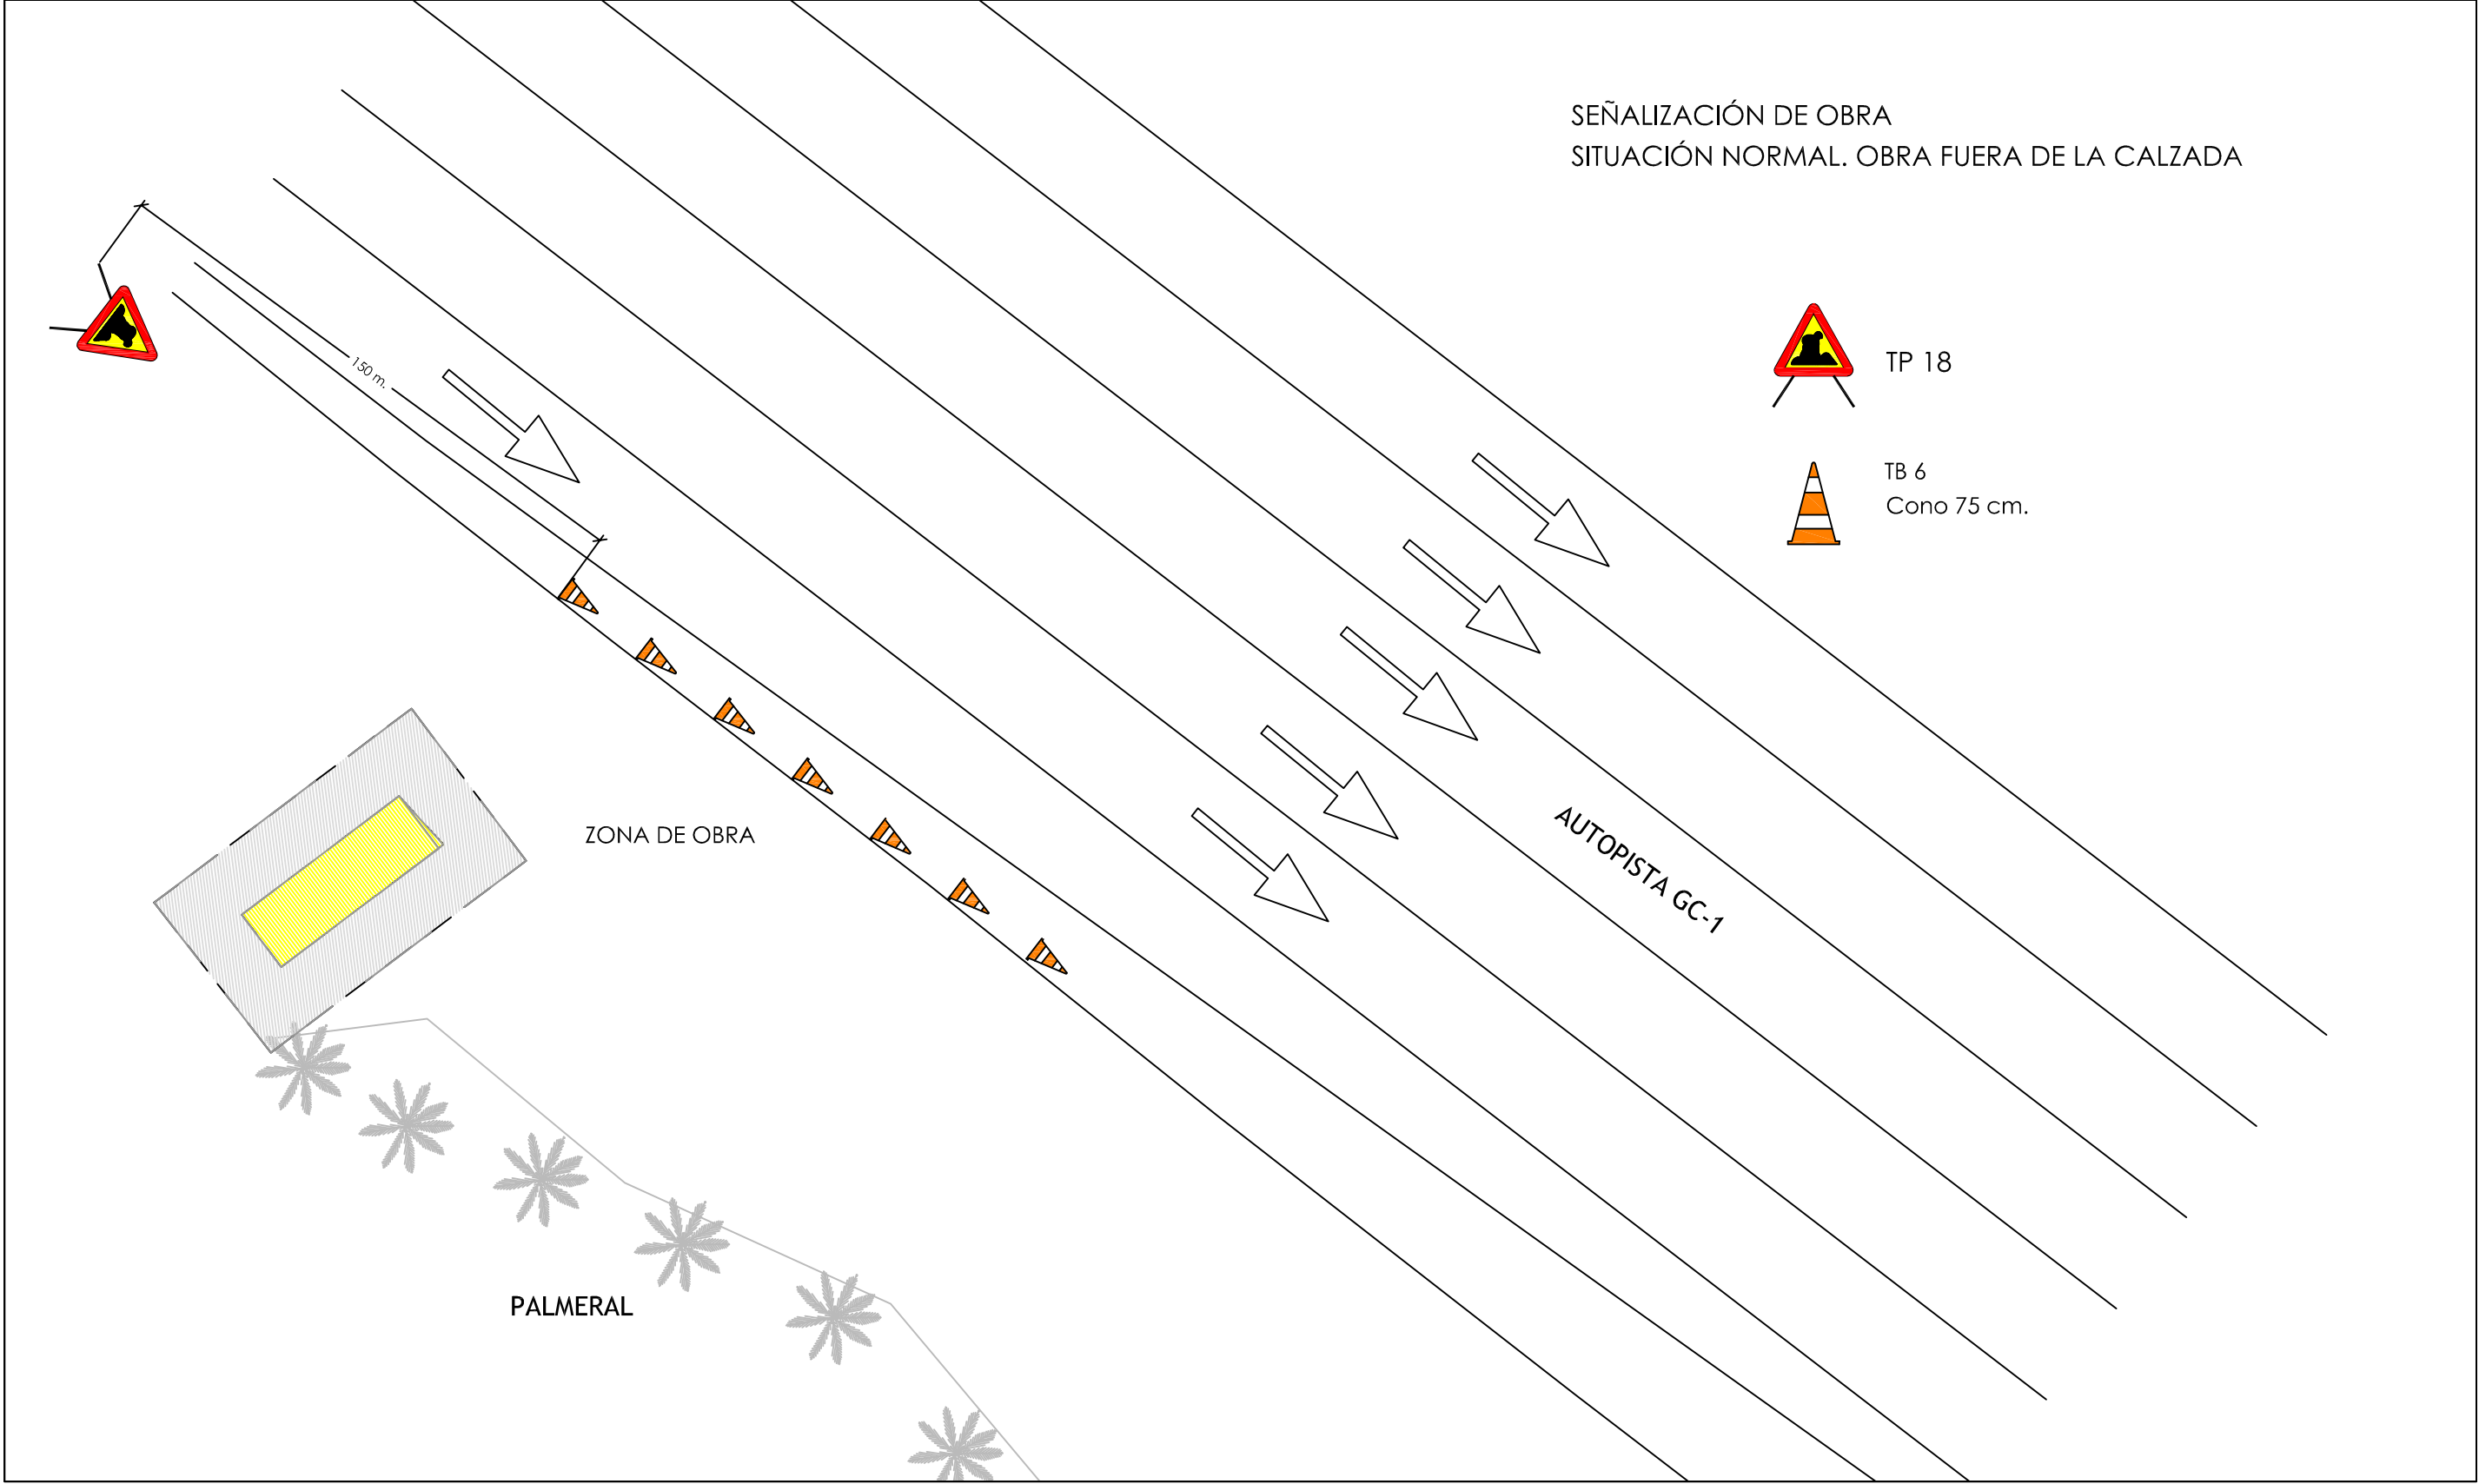 SEÑALIZACIÓN DE OBRA
SITUACIÓN NORMAL. OBRA FUERA DE LA CALZADA
150 m.
TP 18
TB 6
Cono 75 cm.
ZONA DE OBRA
AUTOPISTA GC-1
PALMERAL